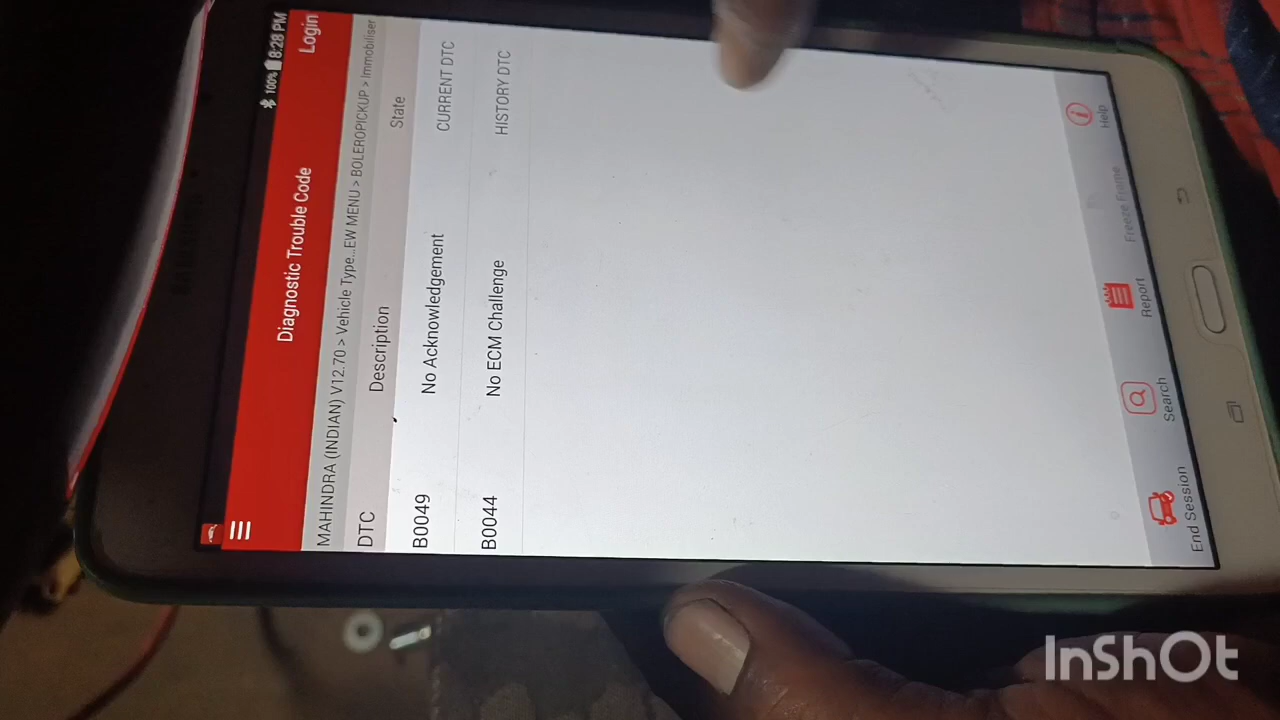 100% 8:28 PM
Diagnostic Trouble Code
Login
MAHINDRA (INDIAN) V12.70 > Vehicle Type...EW MENU > BOLEROPICKUP > Immobiliser
DTC Description State
B0049 No Acknowledgement CURRENT DTC
B0044 No ECM Challenge HISTORY DTC
End Session Search Report Freeze Frame Help
InShOt